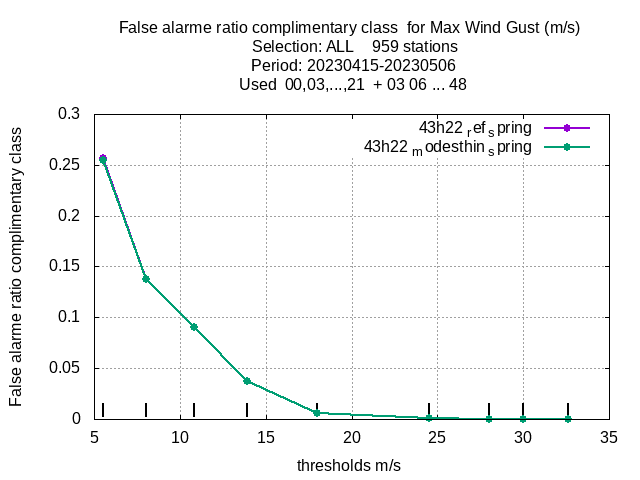 False alarme ratio complimentary class  for Max Wind Gust (m/s)
Selection: ALL    959 stations
Period: 20230415-20230506
Used  00,03,...,21  + 03 06 ... 48
43h22 ref spring
43h22 modesthin spring
False alarme ratio complimentary class
0.3
0.25
0.2
0.15
0.1
0.05
0
5 10 15 20 25 30 35
thresholds m/s